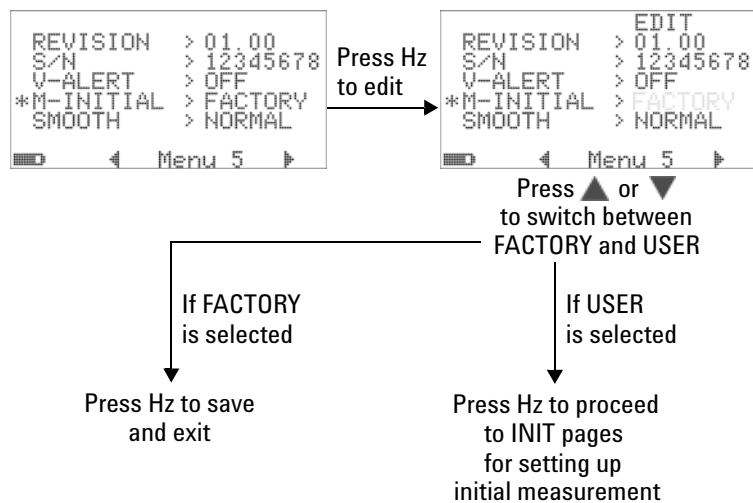 REVISION > 01.00
S/N > 12345678
V-ALERT > OFF
*M-INITIAL > FACTORY
SMOOTH > NORMAL
Menu 5
Press Hz
to edit
EDIT
REVISION > 01.00
S/N > 12345678
V-ALERT > OFF
*M-INITIAL > FACTORY
SMOOTH > NORMAL
Menu 5
Press ▲ or ▼
to switch between
FACTORY and USER
If FACTORY
is selected
Press Hz to save
and exit
If USER
is selected
Press Hz to proceed
to INIT pages
for setting up
initial measurement